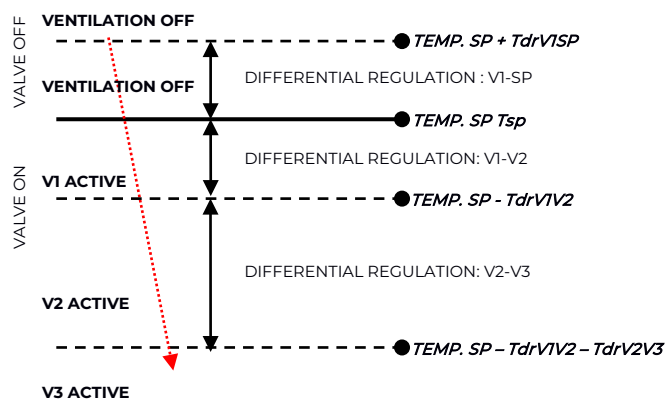 VENTILATION OFF
TEMP. SP + TdrV1SP
VALVE OFF
DIFFERENTIAL REGULATION : V1-SP
VENTILATION OFF
TEMP. SP Tsp
DIFFERENTIAL REGULATION: V1-V2
V1 ACTIVE
VALVE ON
TEMP. SP - TdrV1V2
DIFFERENTIAL REGULATION: V2-V3
V2 ACTIVE
TEMP. SP – TdrV1V2 – TdrV2V3
V3 ACTIVE